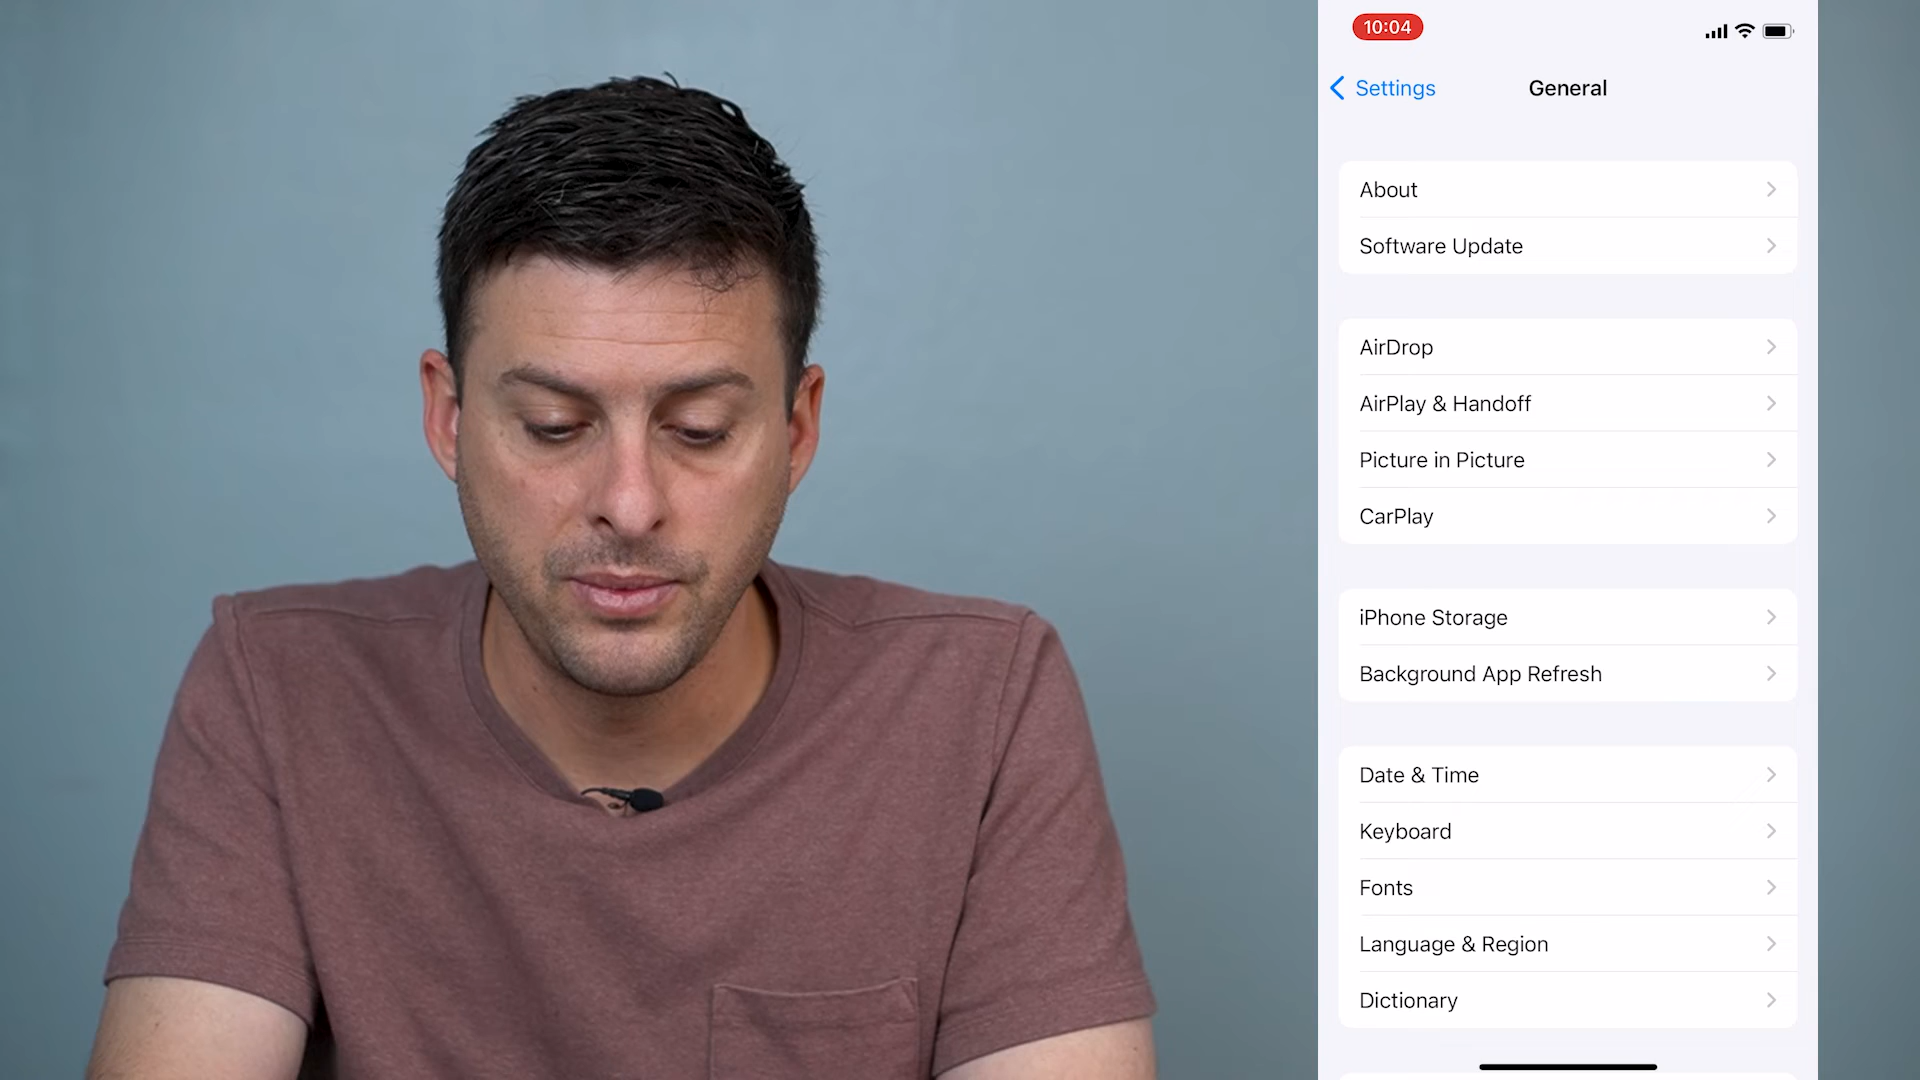 10:04
Settings
General
About
Software Update
AirDrop
AirPlay & Handoff
Picture in Picture
CarPlay
iPhone Storage
Background App Refresh
Date & Time
Keyboard
Fonts
Language & Region
Dictionary